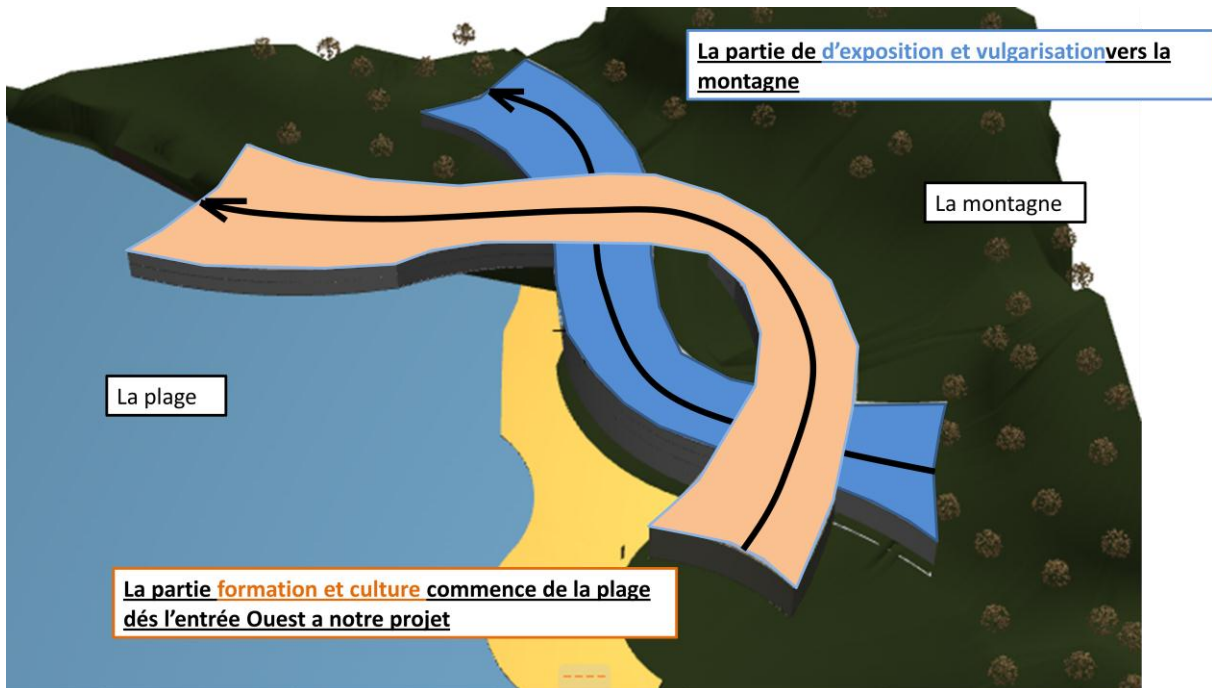 La partie de d'exposition et vulgarisationvers la
montagne
La montagne
La plage
La partie formation et culture commence de la plage
dés l'entrée Ouest a notre projet